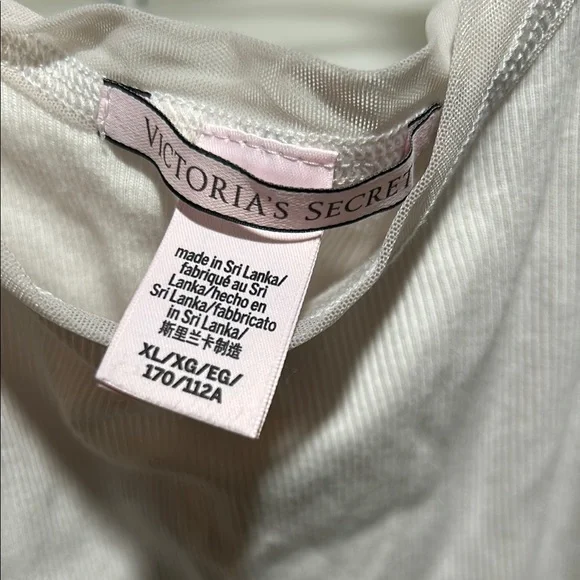 VICTORIA'S SECRET
made in Sri Lanka/
fabriqué au Sri
Lanka/hecho en
Sri Lanka/fabbricato
in Sri Lanka/
斯里兰卡制造
XL/XG/EG/
170/112A